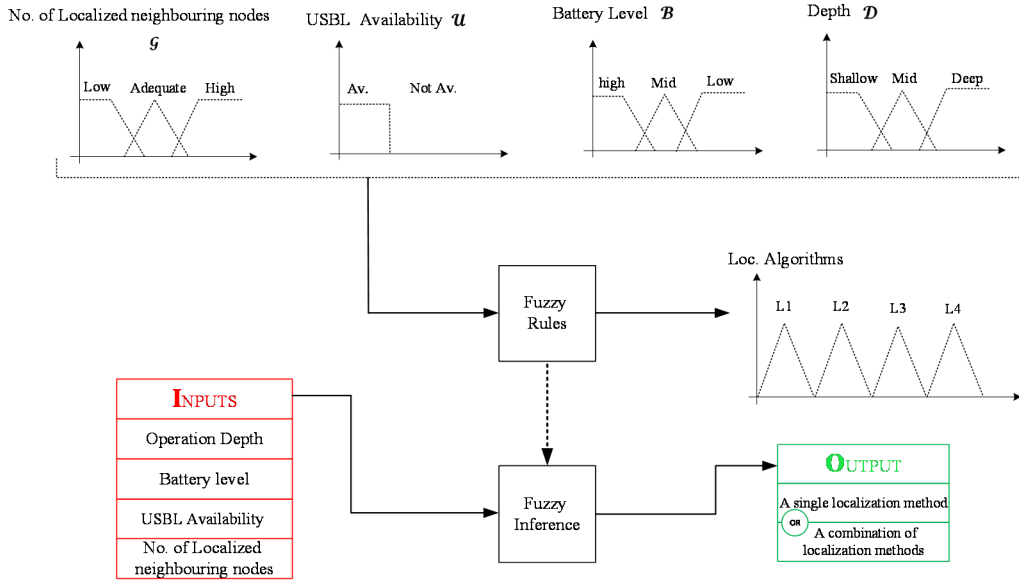 No. of Localized neighbouring nodes
𝓖
USBL Availability 𝓤
Battery Level 𝓑
Depth 𝓓
Low Adequate High
Av. Not Av.
high Mid Low
Shallow Mid Deep
Loc. Algorithms
L1 L2 L3 L4
Fuzzy
Rules
INPUTS
Operation Depth
Battery level
USBL Availability
No. of Localized
neighbouring nodes
Fuzzy
Inference
OUTPUT
A single localization method
OR
A combination of
localization methods